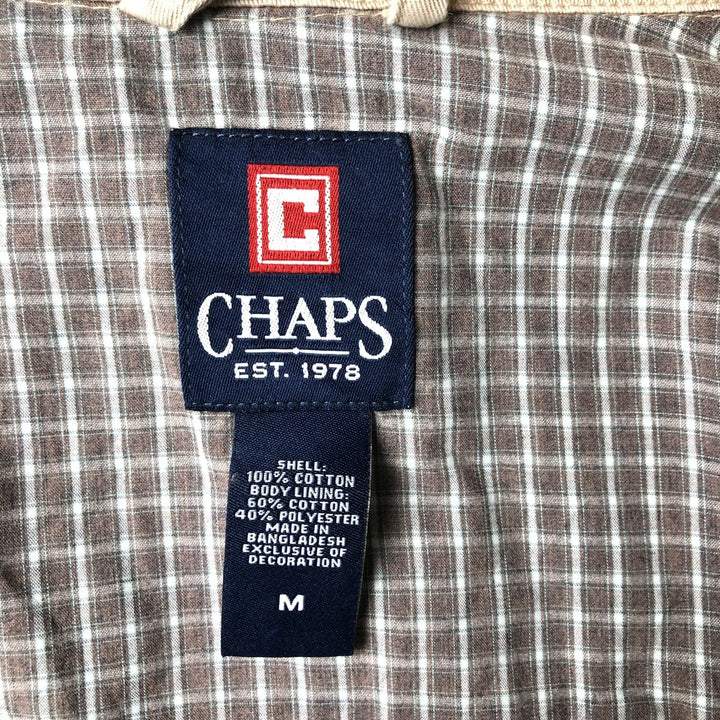 C
CHAPS
EST. 1978
SHELL:
100% COTTON
BODY LINING:
60% COTTON
40% POLYESTER
MADE IN
BANGLADESH
EXCLUSIVE OF
DECORATION
M